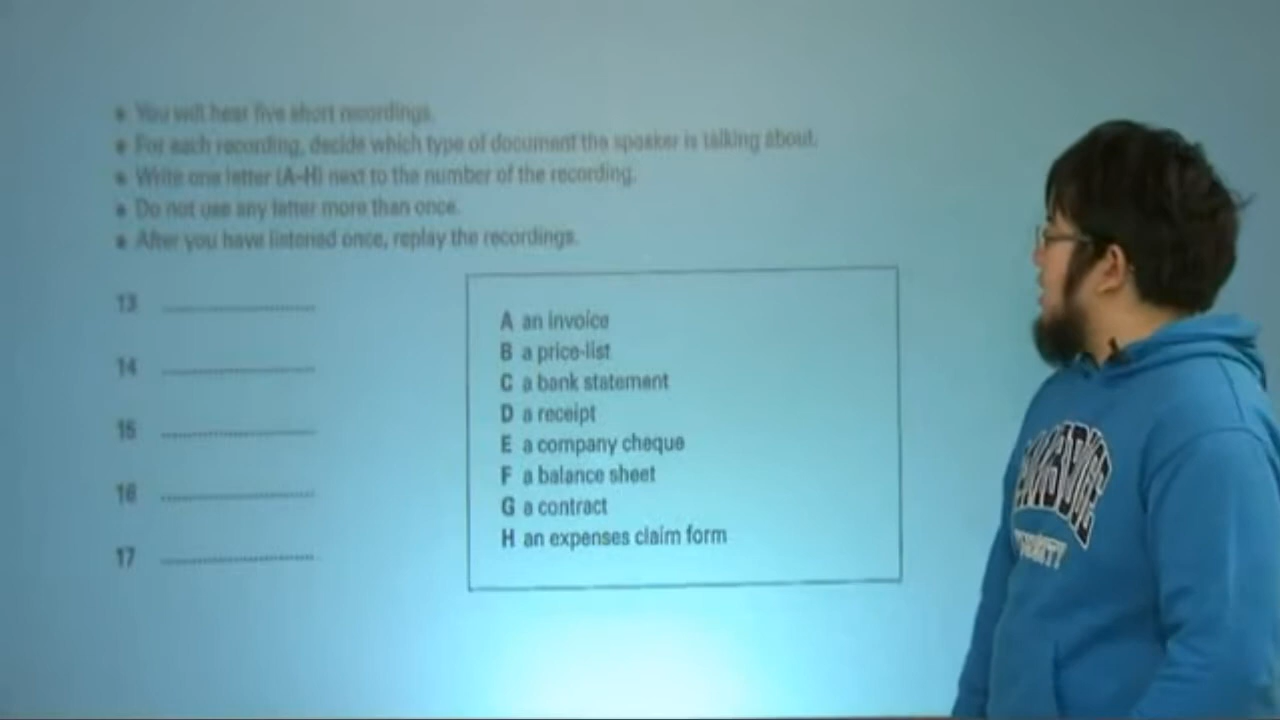 • You will hear five short recordings.
• For each recording, decide which type of document the speaker is talking about.
• Write one letter (A-H) next to the number of the recording.
• Do not use any letter more than once.
• After you have listened once, replay the recordings.
13 ....................
14 ....................
15 ....................
16 ....................
17 ....................
A an invoice
B a price-list
C a bank statement
D a receipt
E a company cheque
F a balance sheet
G a contract
H an expenses claim form